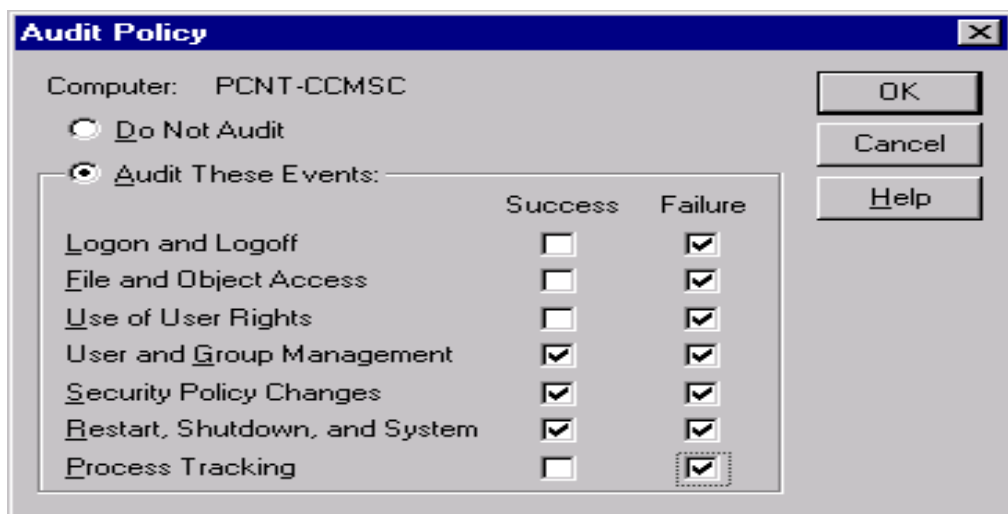 Audit Policy
Computer: PCNT-CCMSC
OK
Do Not Audit
Cancel
Audit These Events:
Help
Success Failure
Logon and Logoff
File and Object Access
Use of User Rights
User and Group Management
Security Policy Changes
Restart, Shutdown, and System
Process Tracking